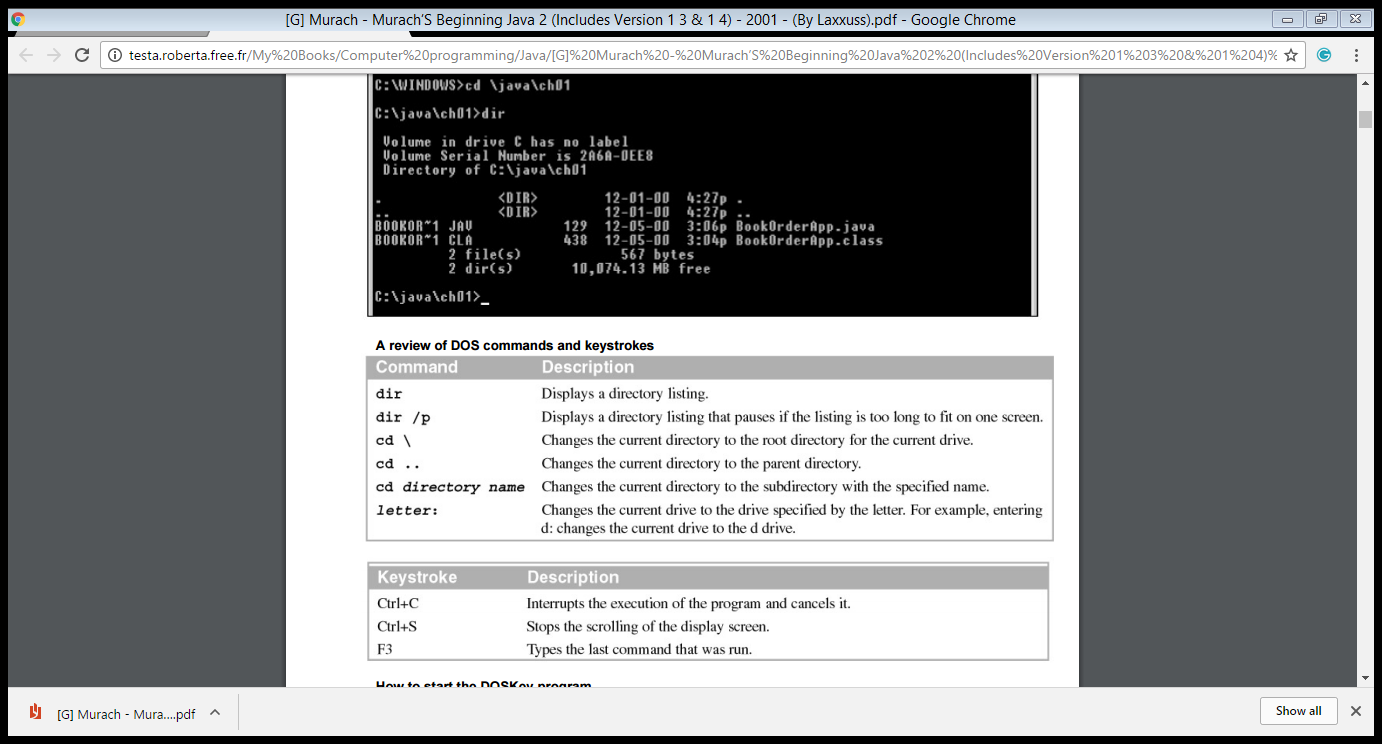 [G] Murach - Murach'S Beginning Java 2 (Includes Version 1 3 & 1 4) - 2001 - (By Laxxuss).pdf - Google Chrome
testa.roberta.free.fr/My%20Books/Computer%20programming/Java/[G]%20Murach%20-%20Murach'S%20Beginning%20Java%202%20(Includes%20Version%201%203%20&%201%204)%
C:\WINDOWS>cd \java\ch01
C:\java\ch01>dir
Volume in drive C has no label
Volume Serial Number is 2A6A-0EE8
Directory of C:\java\ch01
. <DIR> 12-01-00 4:27p .
.. <DIR> 12-01-00 4:27p ..
BOOKOR~1 JAV 129 12-05-00 3:06p BookOrderApp.java
BOOKOR~1 CLA 438 12-05-00 3:04p BookOrderApp.class
2 file(s) 567 bytes
2 dir(s) 10,074.13 MB free
C:\java\ch01>_
A review of DOS commands and keystrokes
Command Description
dir Displays a directory listing.
dir /p Displays a directory listing that pauses if the listing is too long to fit on one screen.
cd \ Changes the current directory to the root directory for the current drive.
cd .. Changes the current directory to the parent directory.
cd directory name Changes the current directory to the subdirectory with the specified name.
letter: Changes the current drive to the drive specified by the letter. For example, entering
d: changes the current drive to the d drive.
Keystroke Description
Ctrl+C Interrupts the execution of the program and cancels it.
Ctrl+S Stops the scrolling of the display screen.
F3 Types the last command that was run.
How to start the DOSKey program
[G] Murach - Mura....pdf
Show all